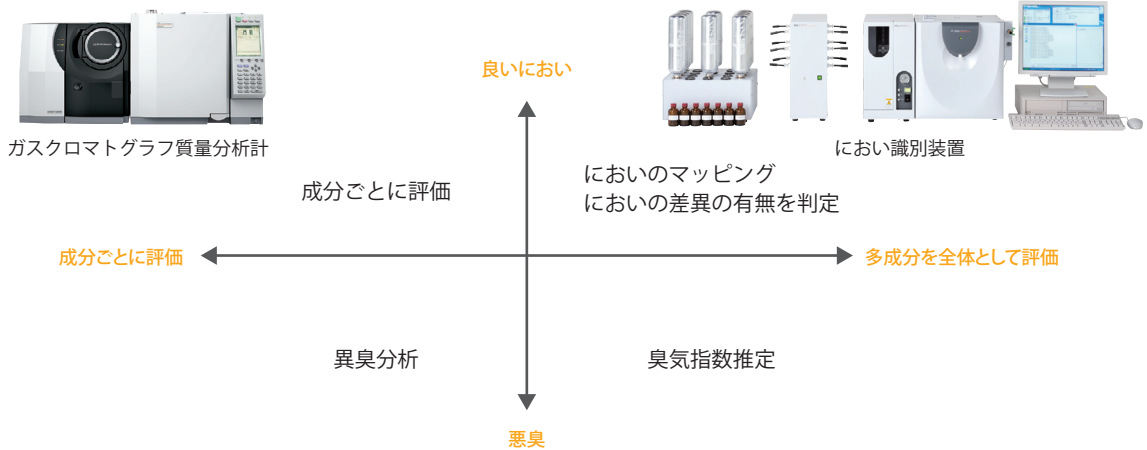 良いにおい
ガスクロマトグラフ質量分析計
におい識別装置
成分ごとに評価
においのマッピング
においの差異の有無を判定
成分ごとに評価
多成分を全体として評価
異臭分析
臭気指数推定
悪臭